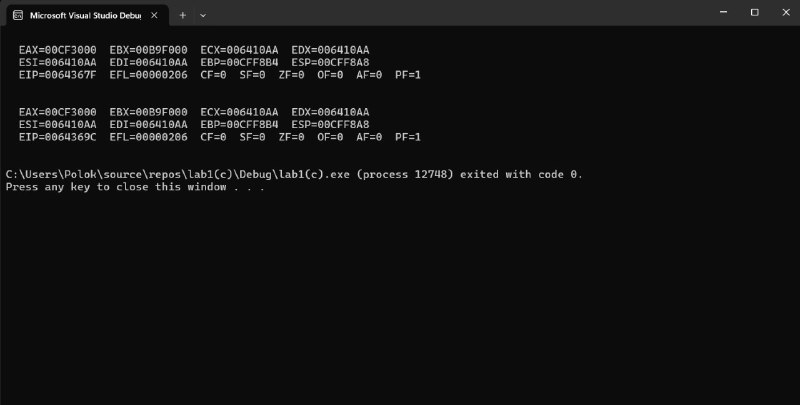 Microsoft Visual Studio Debu
EAX=00CF3000  EBX=00B9F000  ECX=006410AA  EDX=006410AA
ESI=006410AA  EDI=006410AA  EBP=00CFF8B4  ESP=00CFF8A8
EIP=0064367F  EFL=00000206  CF=0  SF=0  ZF=0  OF=0  AF=0  PF=1
EAX=00CF3000  EBX=00B9F000  ECX=006410AA  EDX=006410AA
ESI=006410AA  EDI=006410AA  EBP=00CFF8B4  ESP=00CFF8A8
EIP=0064369C  EFL=00000206  CF=0  SF=0  ZF=0  OF=0  AF=0  PF=1
C:\Users\Polok\source\repos\lab1(c)\Debug\lab1(c).exe (process 12748) exited with code 0.
Press any key to close this window . . .